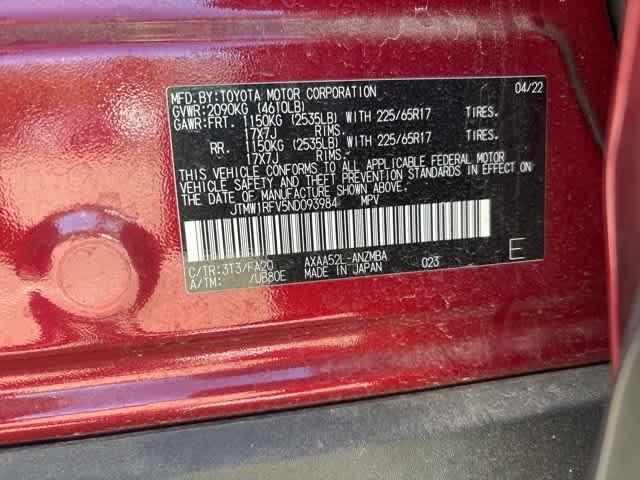 MFD.BY:TOYOTA MOTOR CORPORATION 04/22
GVWR:2090KG (4610LB)
GAWR:FRT. 1150KG (2535LB) WITH 225/65R17 TIRES.
17X7J RIMS.
RR. 1150KG (2535LB) WITH 225/65R17 TIRES.
17X7J RIMS.
THIS VEHICLE CONFORMS TO ALL APPLICABLE FEDERAL MOTOR
VEHICLE SAFETY AND THEFT PREVENTION STANDARDS IN EFFECT ON
THE DATE OF MANUFACTURE SHOWN ABOVE.
JTMW1RFV5ND093984 MPV
C/TR:3T3/FA20 AXAA52L-ANZMBA E
A/TM: /UB80E MADE IN JAPAN 023